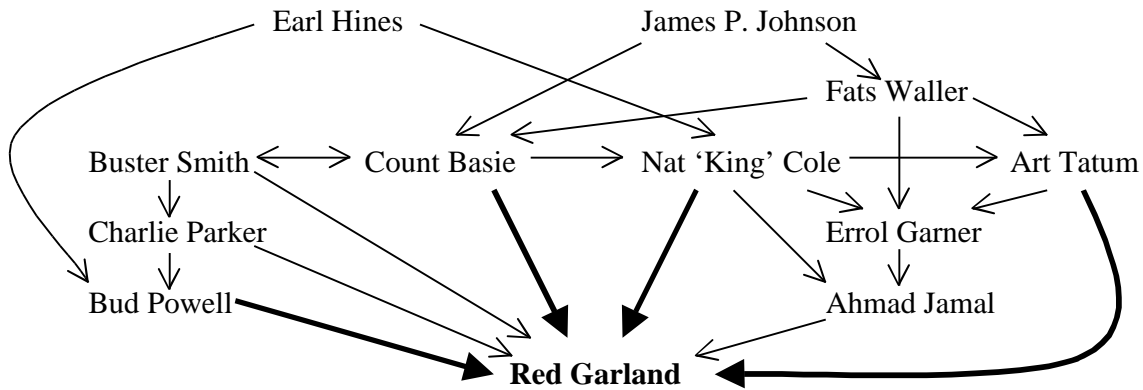 Earl Hines James P. Johnson
Fats Waller
Buster Smith Count Basie Nat ‘King’ Cole Art Tatum
Charlie Parker Errol Garner
Bud Powell Ahmad Jamal
Red Garland